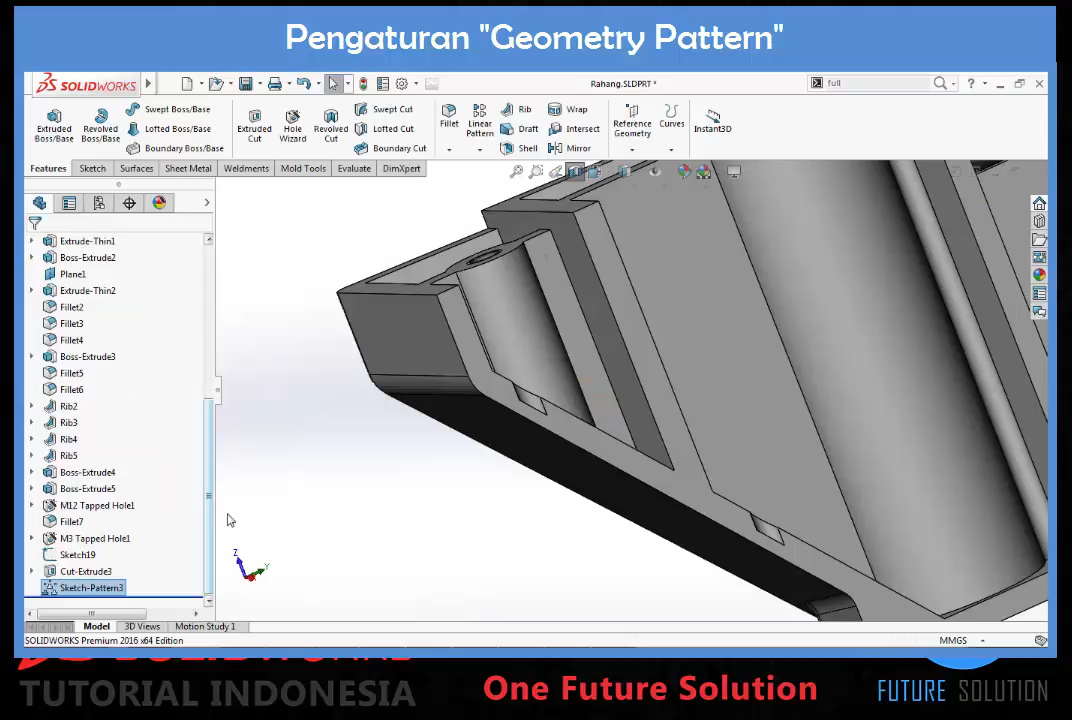 Pengaturan "Geometry Pattern"
SOLIDWORKS
Rahang.SLDPRT *
full
Extruded Boss/Base
Revolved Boss/Base
Swept Boss/Base
Lofted Boss/Base
Boundary Boss/Base
Extruded Cut
Hole Wizard
Revolved Cut
Swept Cut
Lofted Cut
Boundary Cut
Fillet
Linear Pattern
Rib
Draft
Shell
Wrap
Intersect
Mirror
Reference Geometry
Curves
Instant3D
Features
Sketch
Surfaces
Sheet Metal
Weldments
Mold Tools
Evaluate
DimXpert
Extrude-Thin1
Boss-Extrude2
Plane1
Extrude-Thin2
Fillet2
Fillet3
Fillet4
Boss-Extrude3
Fillet5
Fillet6
Rib2
Rib3
Rib4
Rib5
Boss-Extrude4
Boss-Extrude5
M12 Tapped Hole1
Fillet7
M3 Tapped Hole1
Sketch19
Cut-Extrude3
Sketch-Pattern3
Z
Y
Model
3D Views
Motion Study 1
SOLIDWORKS Premium 2016 x64 Edition
MMGS
TUTORIAL INDONESIA
One Future Solution
FUTURE SOLUTION